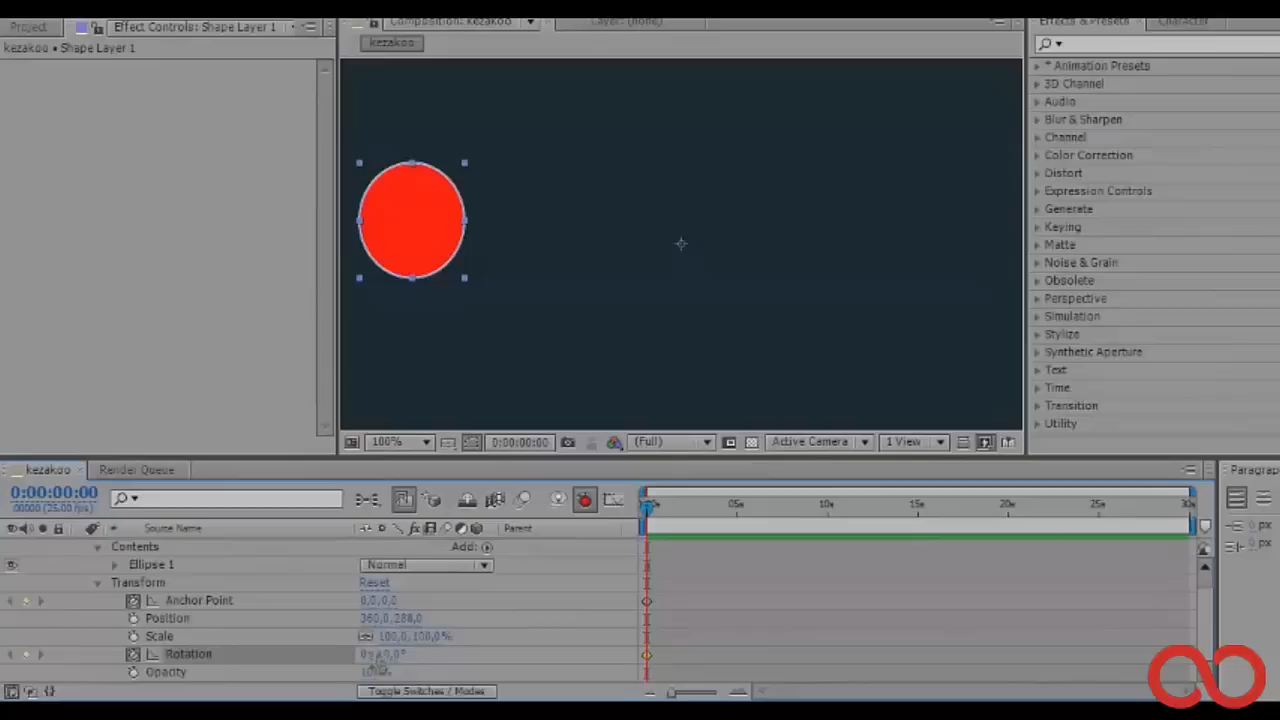 Project
Effect Controls: Shape Layer 1
kezakoo • Shape Layer 1
Composition: kezakoo
Layer: (none)
kezakoo
Effects & Presets
Character
* Animation Presets
3D Channel
Audio
Blur & Sharpen
Channel
Color Correction
Distort
Expression Controls
Generate
Keying
Matte
Noise & Grain
Obsolete
Perspective
Simulation
Stylize
Synthetic Aperture
Text
Time
Transition
Utility
100%
0:00:00:00
(Full)
Active Camera
1 View
kezakoo
Render Queue
Paragrap
0:00:00:00
00000 (25.00 fps)
05s
10s
15s
20s
25s
30s
# Source Name
Parent
Contents
Add:
Ellipse 1
Normal
Transform
Reset
Anchor Point
0,0,0,0
Position
360,0,288,0
Scale
100,0,100,0%
Rotation
Opacity
Toggle Switches / Modes
0 px
0 px